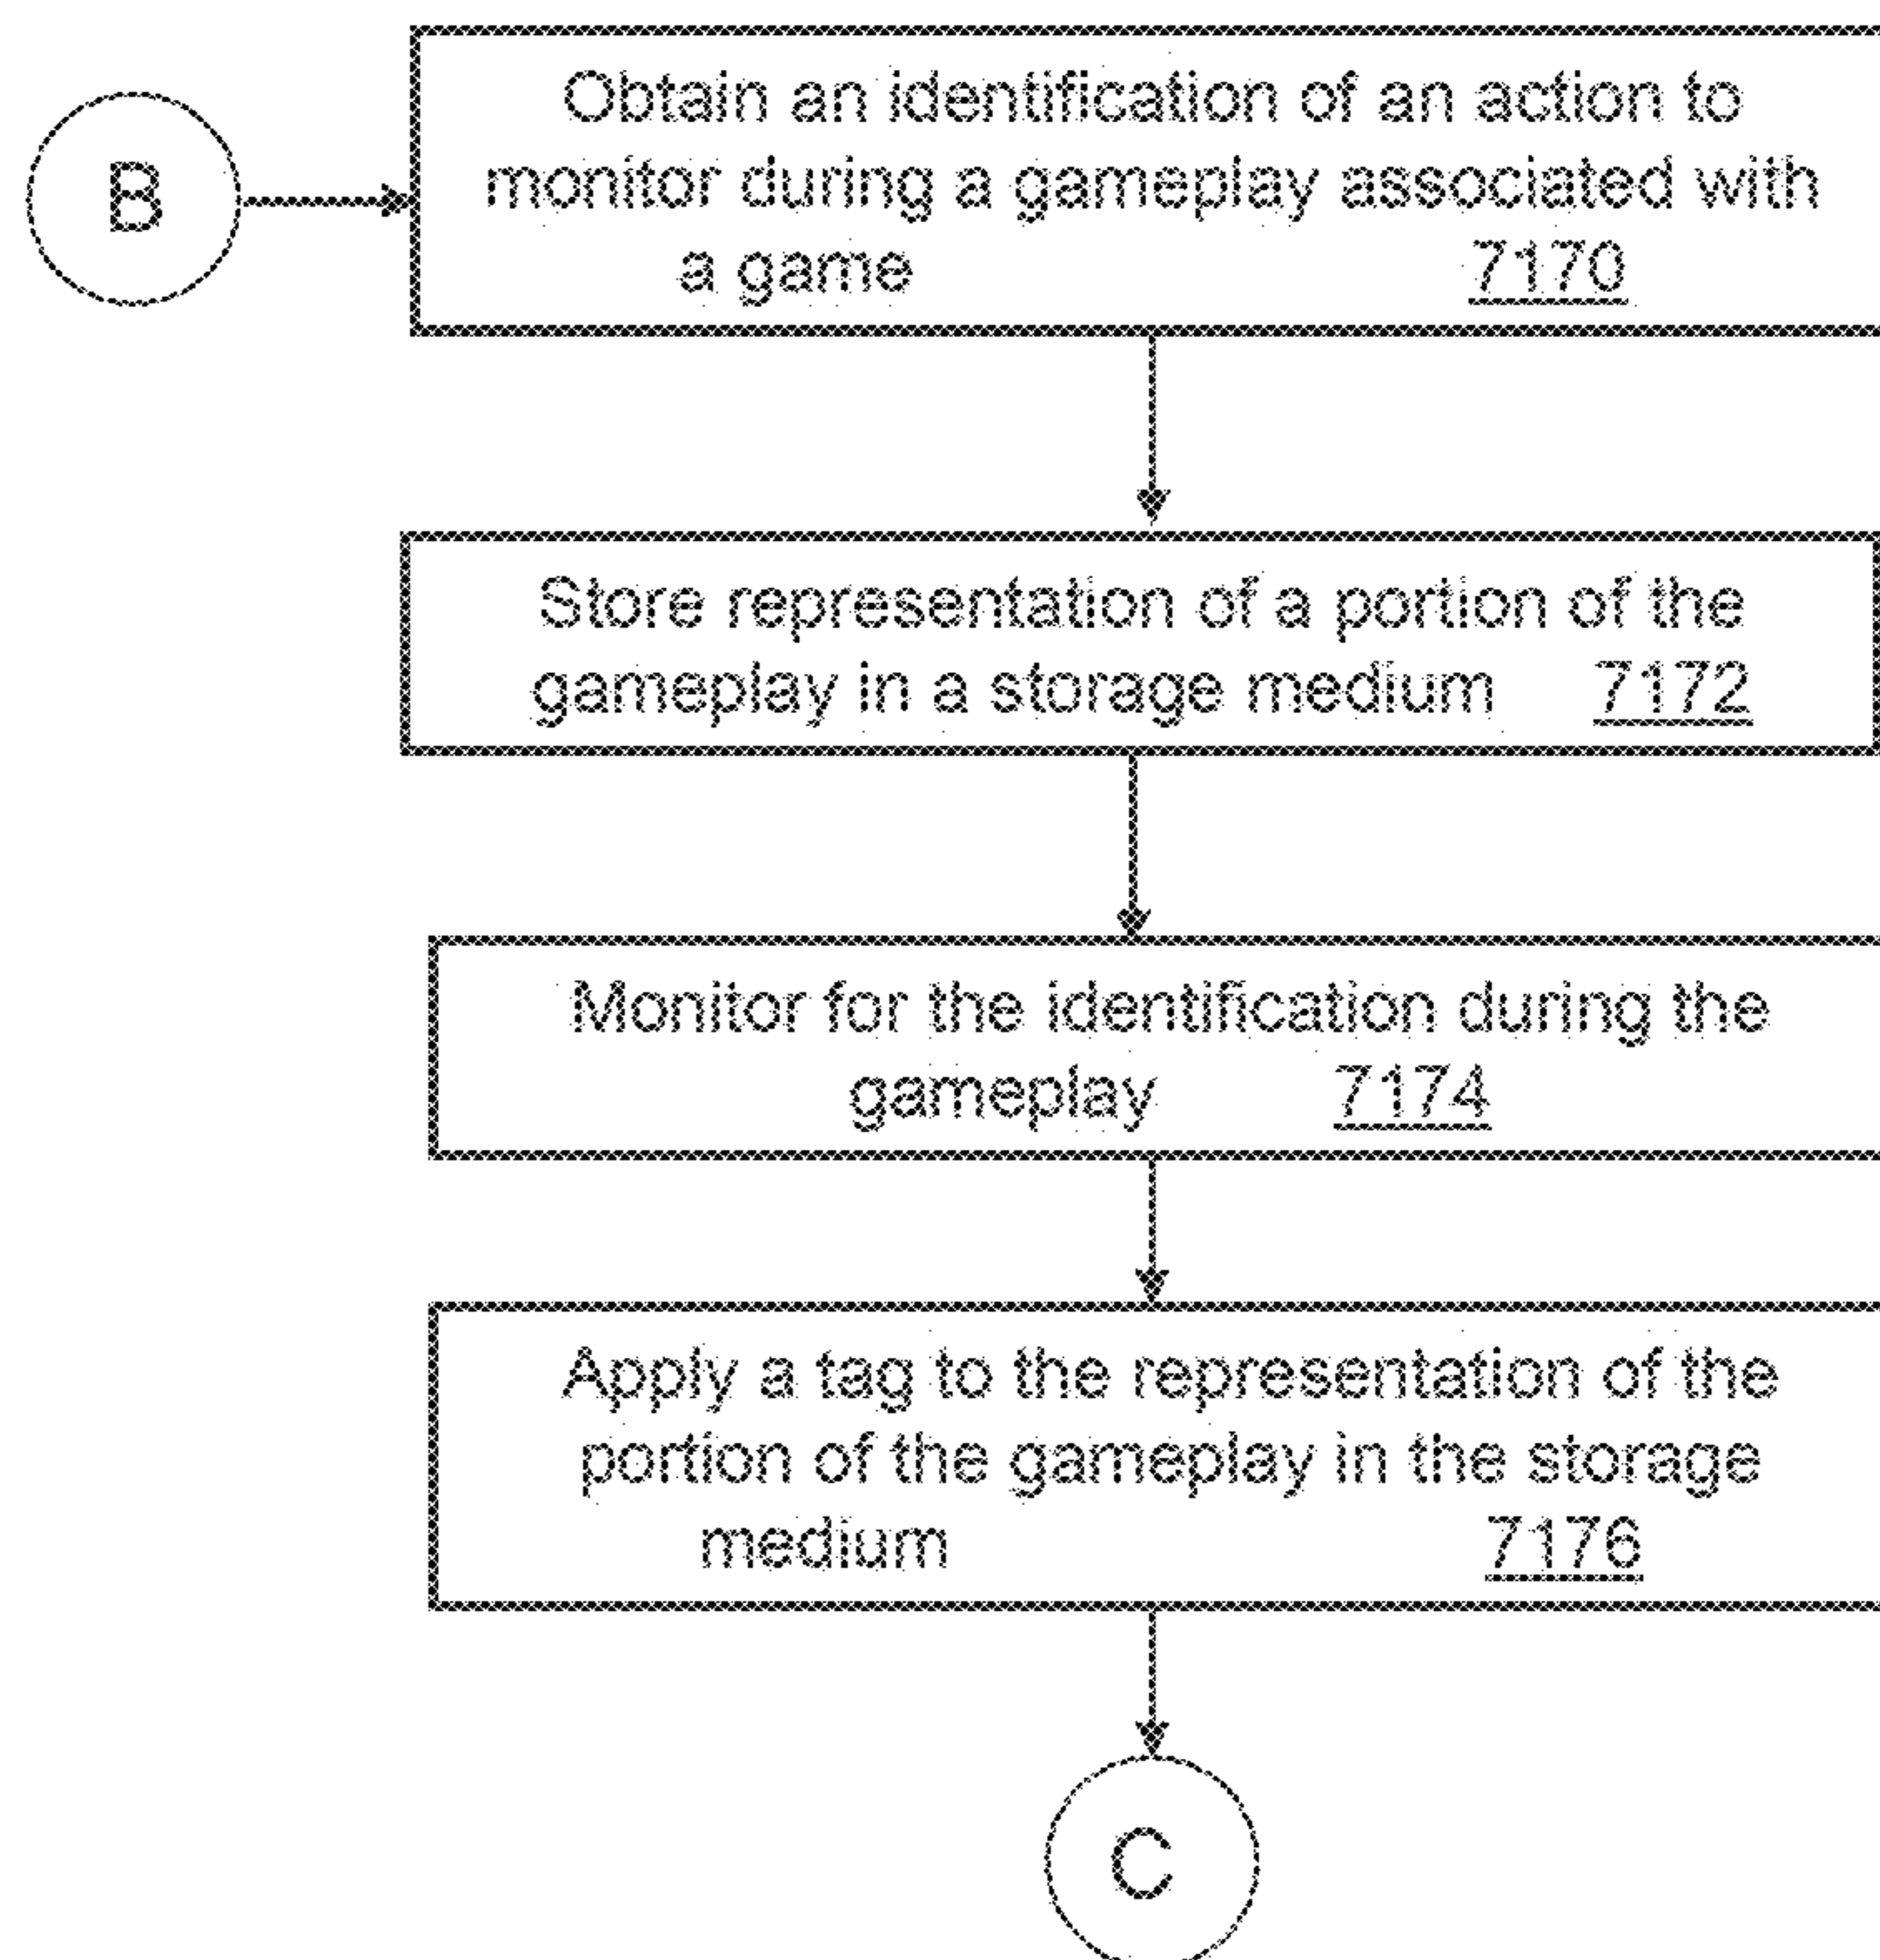 B
Obtain an identification of an action to
monitor during a gameplay associated with
a game 7170
Store representation of a portion of the
gameplay in a storage medium 7172
Monitor for the identification during the
gameplay 7174
Apply a tag to the representation of the
portion of the gameplay in the storage
medium 7176
C